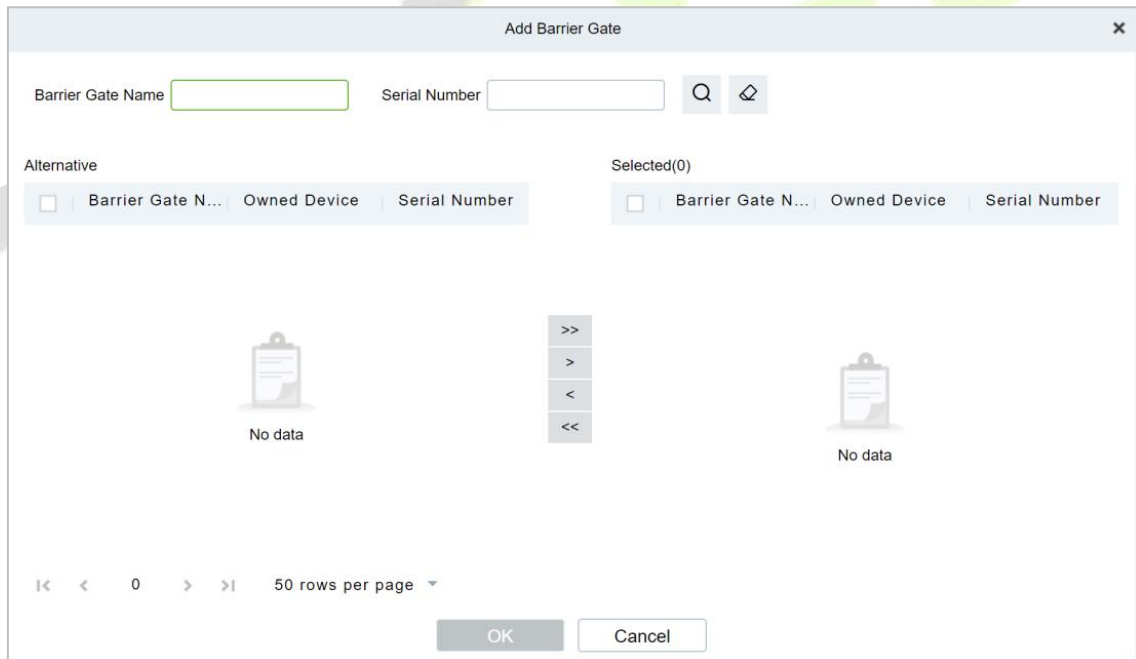 Add Barrier Gate
Barrier Gate Name Serial Number
Alternative Selected(0)
Barrier Gate N... Owned Device Serial Number Barrier Gate N... Owned Device Serial Number
>>
>
<
<<
No data
No data
0 50 rows per page
OK Cancel